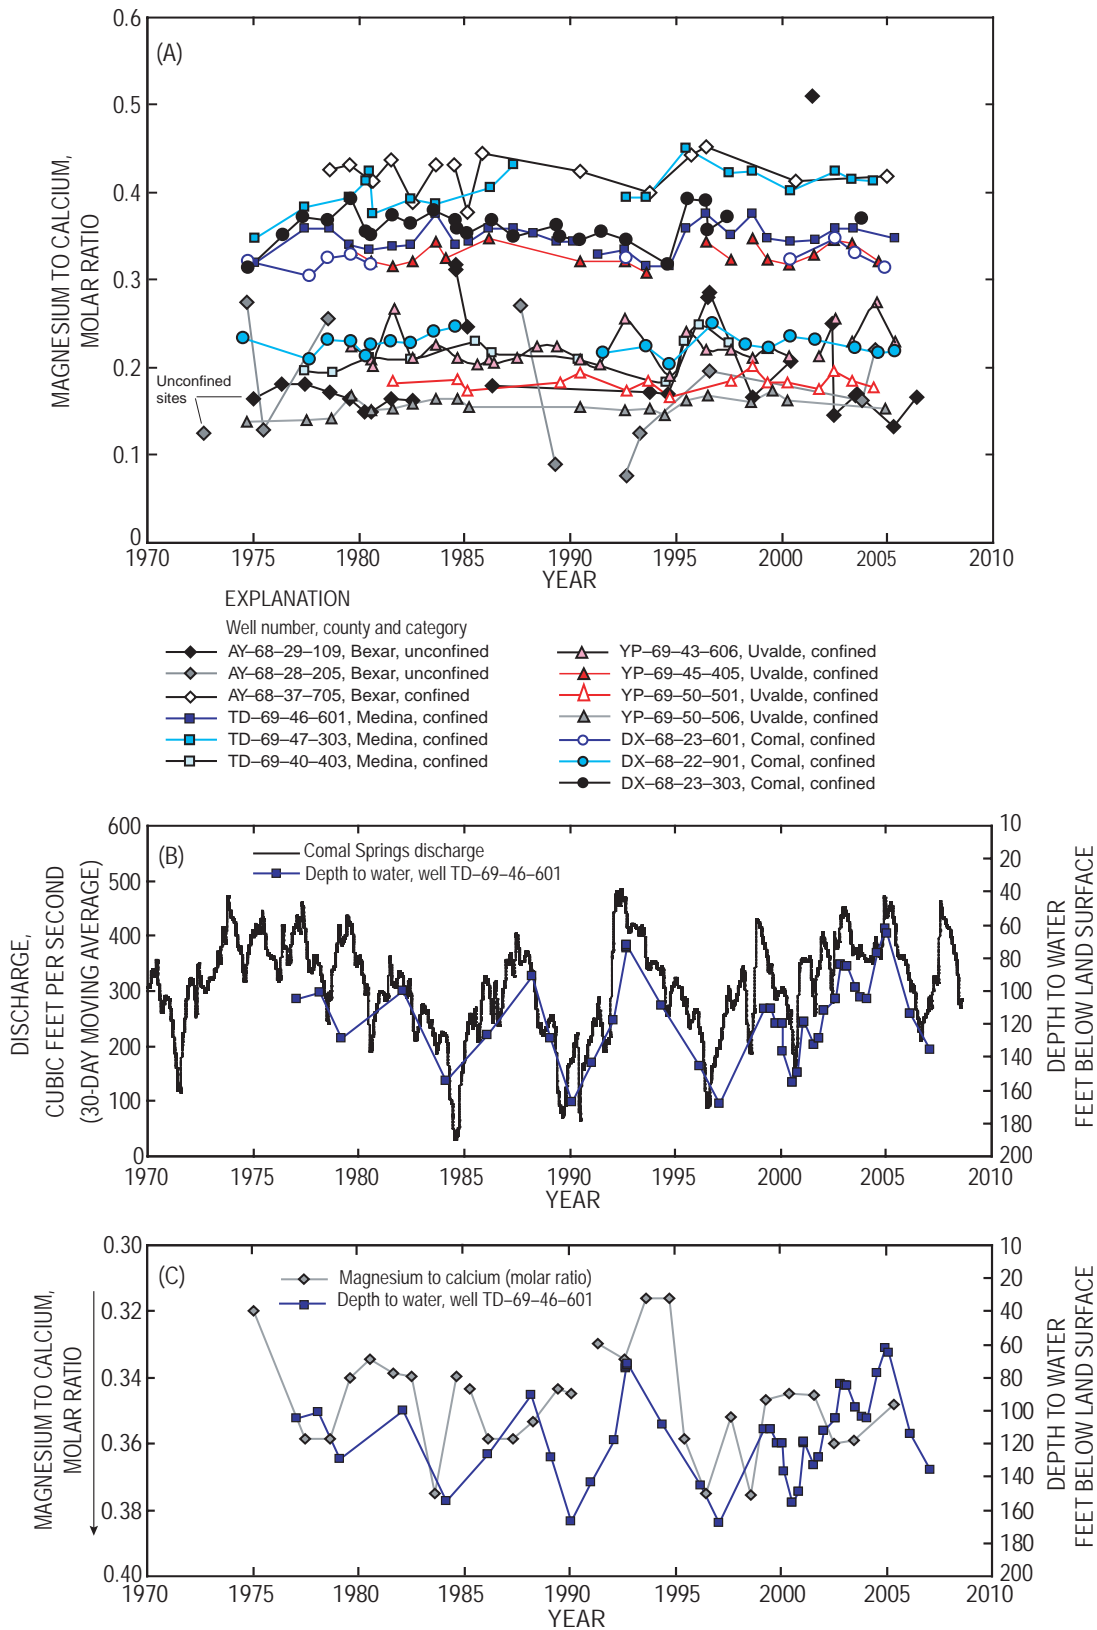 (A)
0.6
0.5
0.4
0.3
0.2
0.1
0
MAGNESIUM TO CALCIUM,
MOLAR RATIO
Unconfined
sites
1970 1975 1980 1985 1990 1995 2000 2005 2010
YEAR
EXPLANATION
Well number, county and category
AY–68–29–109, Bexar, unconfined
AY–68–28–205, Bexar, unconfined
AY–68–37–705, Bexar, confined
TD–69–46–601, Medina, confined
TD–69–47–303, Medina, confined
TD–69–40–403, Medina, confined
YP–69–43–606, Uvalde, confined
YP–69–45–405, Uvalde, confined
YP–69–50–501, Uvalde, confined
YP–69–50–506, Uvalde, confined
DX–68–23–601, Comal, confined
DX–68–22–901, Comal, confined
DX–68–23–303, Comal, confined
(B)
Comal Springs discharge
Depth to water, well TD–69–46–601
600
500
400
300
200
100
0
DISCHARGE,
CUBIC FEET PER SECOND
(30-DAY MOVING AVERAGE)
10
20
40
60
80
100
120
140
160
180
200
DEPTH TO WATER
FEET BELOW LAND SURFACE
1970 1975 1980 1985 1990 1995 2000 2005 2010
YEAR
(C)
Magnesium to calcium (molar ratio)
Depth to water, well TD–69–46–601
0.30
0.32
0.34
0.36
0.38
0.40
MAGNESIUM TO CALCIUM,
MOLAR RATIO
10
20
40
60
80
100
120
140
160
180
200
DEPTH TO WATER
FEET BELOW LAND SURFACE
1970 1975 1980 1985 1990 1995 2000 2005 2010
YEAR